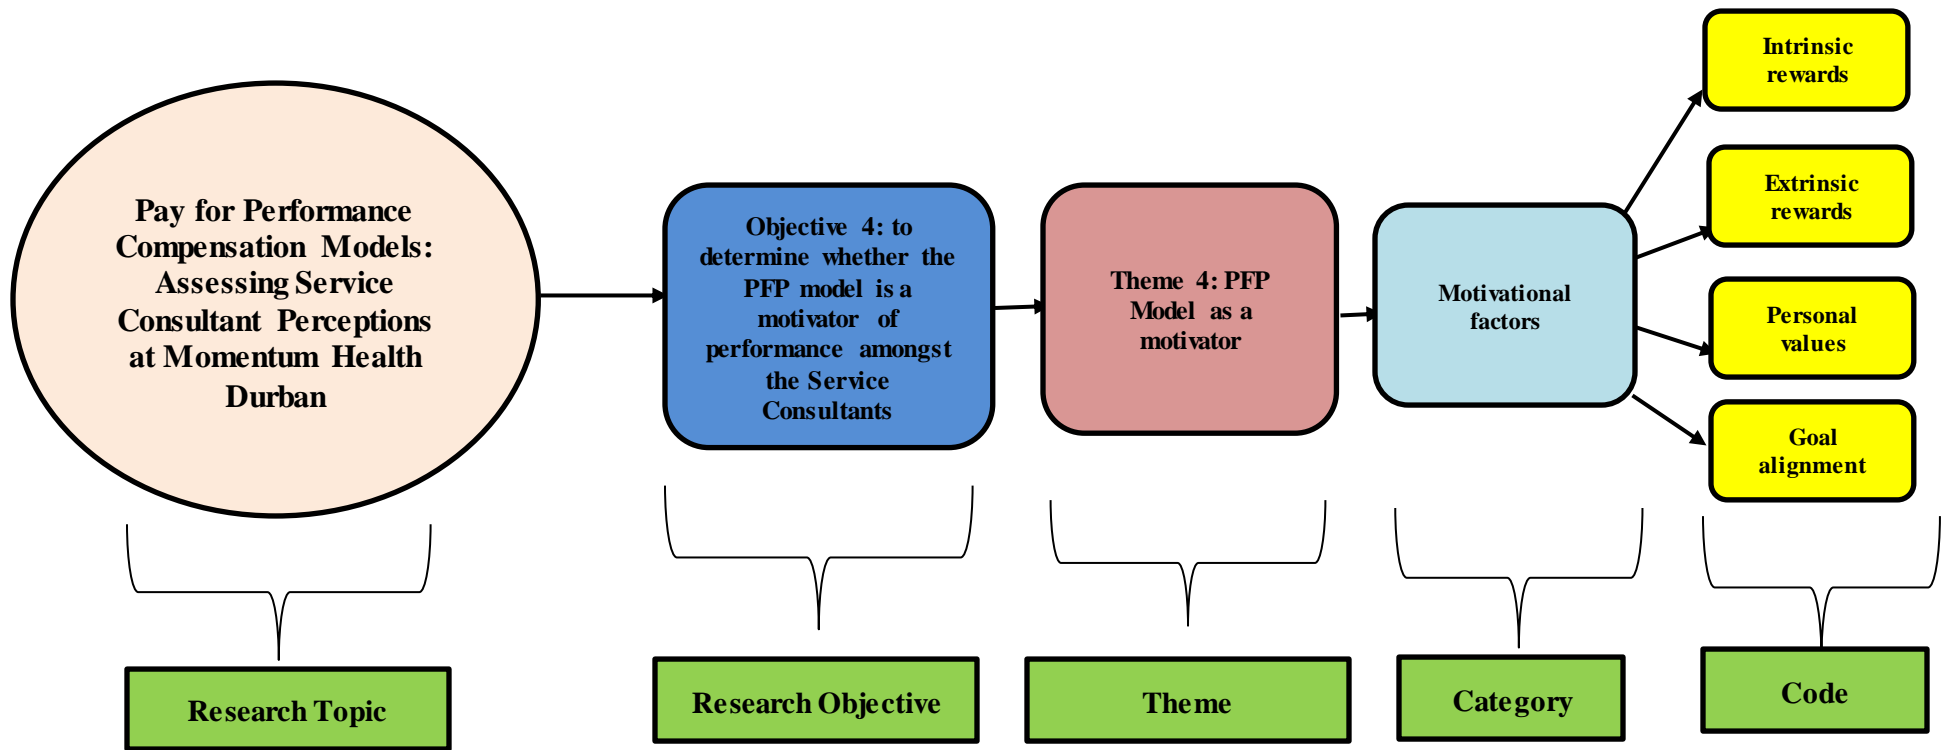 Pay for Performance
Compensation Models:
Assessing Service
Consultant Perceptions
at Momentum Health
Durban
Objective 4: to
determine whether the
PFP model is a
motivator of
performance amongst
the Service
Consultants
Theme 4: PFP
Model as a
motivator
Motivational
factors
Intrinsic
rewards
Extrinsic
rewards
Personal
values
Goal
alignment
Research Topic
Research Objective
Theme
Category
Code